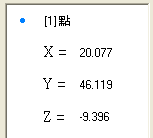 [1]點
X = 20.077
Y = 46.119
Z = -9.396